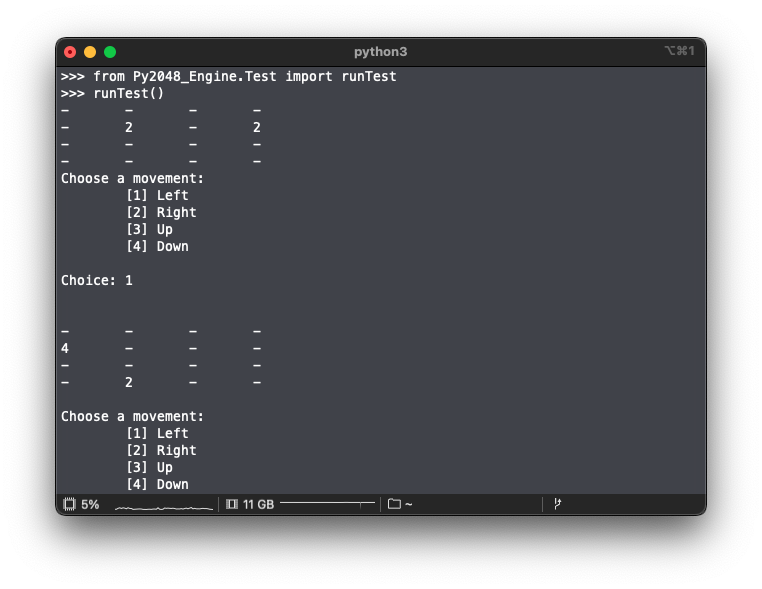 python3
⌥⌘1
>>> from Py2048_Engine.Test import runTest
>>> runTest()
-       -       -       -
-       2       -       2
-       -       -       -
-       -       -       -
Choose a movement:
        [1] Left
        [2] Right
        [3] Up
        [4] Down
Choice: 1
-       -       -       -
4       -       -       -
-       -       -       -
-       2       -       -
Choose a movement:
        [1] Left
        [2] Right
        [3] Up
        [4] Down
5% 11 GB ~